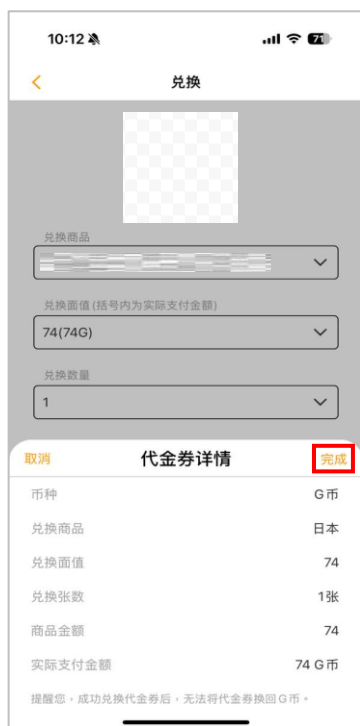 10:12
71
兑换
兑换商品
兑换面值(括号内为实际支付金额)
74(74G)
兑换数量
1
取消 代金券详情 完成
币种 G币
兑换商品 日本
兑换面值 74
兑换张数 1张
商品金额 74
实际支付金额 74 G币
提醒您，成功兑换代金券后，无法将代金券换回G币。